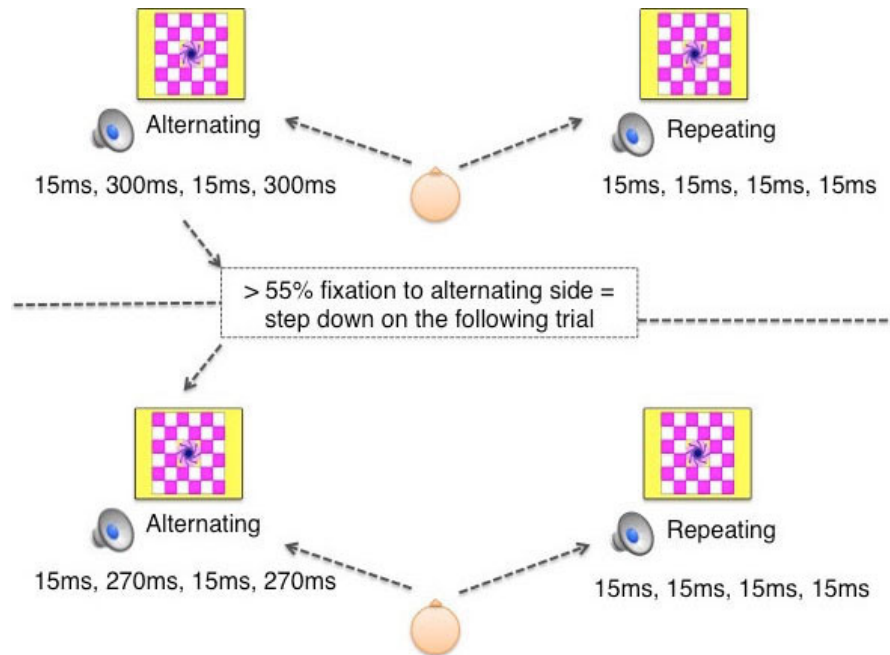 Alternating
Repeating
15ms, 300ms, 15ms, 300ms
15ms, 15ms, 15ms, 15ms
> 55% fixation to alternating side =
step down on the following trial
Alternating
Repeating
15ms, 270ms, 15ms, 270ms
15ms, 15ms, 15ms, 15ms